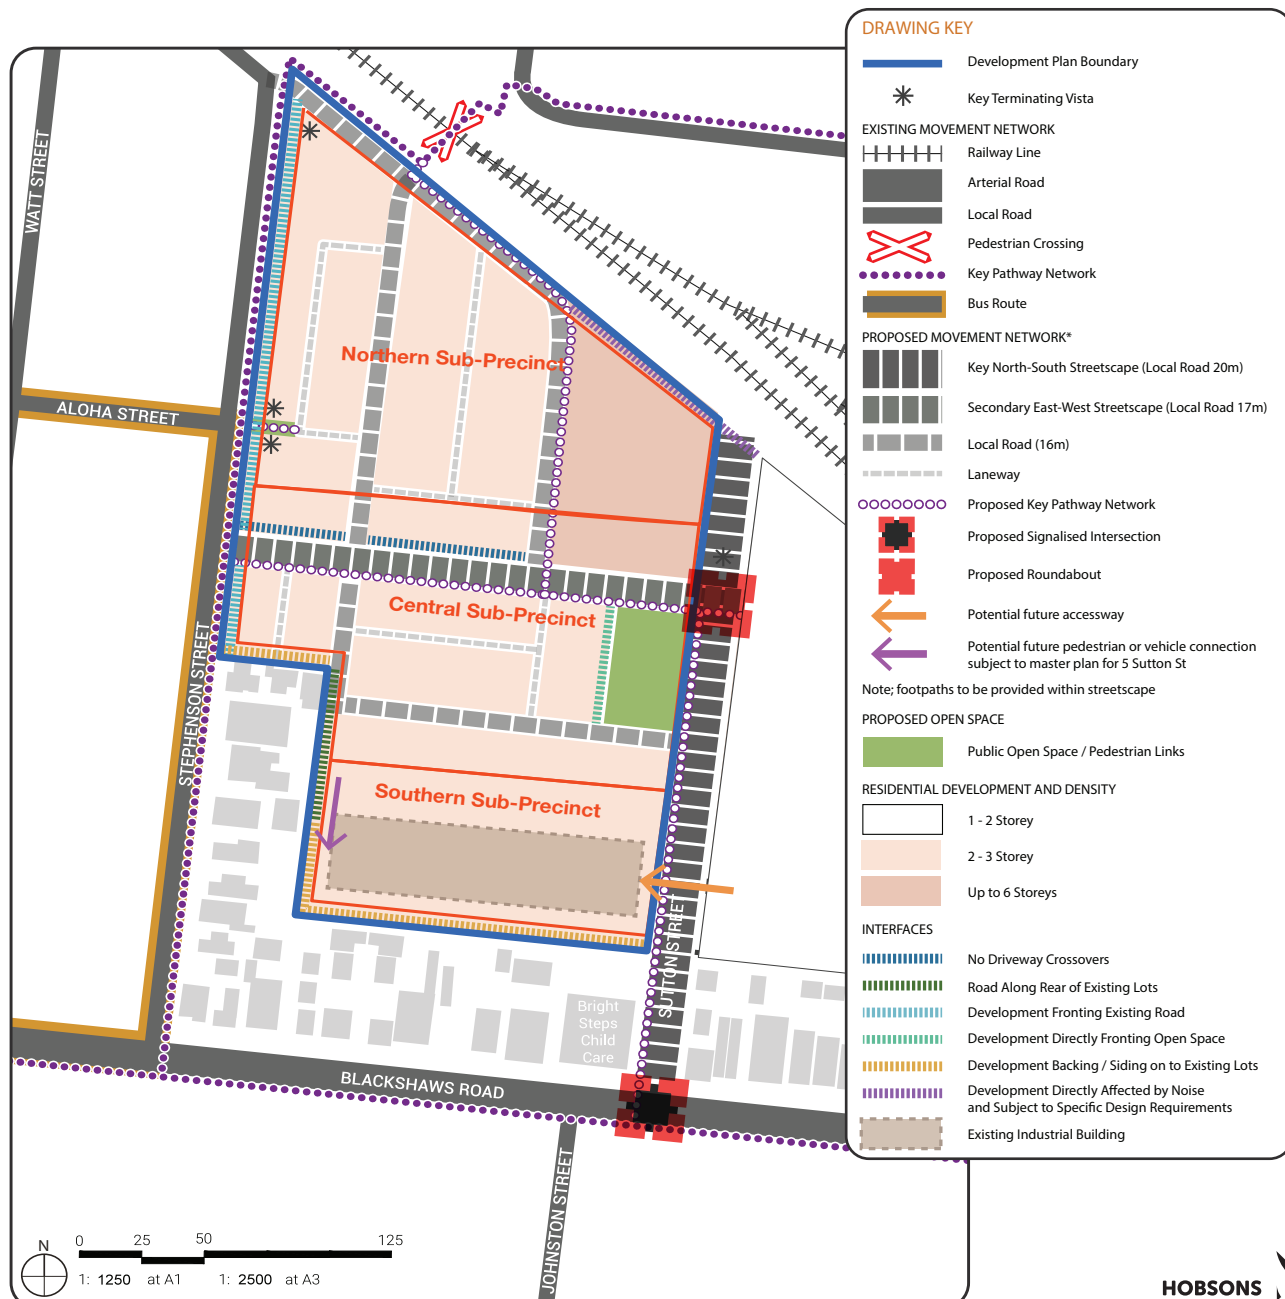 DRAWING KEY
Development Plan Boundary
Key Terminating Vista
EXISTING MOVEMENT NETWORK
Railway Line
Arterial Road
Local Road
Pedestrian Crossing
Key Pathway Network
Bus Route
PROPOSED MOVEMENT NETWORK*
Key North-South Streetscape (Local Road 20m)
Secondary East-West Streetscape (Local Road 17m)
Local Road (16m)
Laneway
Proposed Key Pathway Network
Proposed Signalised Intersection
Proposed Roundabout
Potential future accessway
Potential future pedestrian or vehicle connection
subject to master plan for 5 Sutton St
Note; footpaths to be provided within streetscape
PROPOSED OPEN SPACE
Public Open Space / Pedestrian Links
RESIDENTIAL DEVELOPMENT AND DENSITY
1 - 2 Storey
2 - 3 Storey
Up to 6 Storeys
INTERFACES
No Driveway Crossovers
Road Along Rear of Existing Lots
Development Fronting Existing Road
Development Directly Fronting Open Space
Development Backing / Siding on to Existing Lots
Development Directly Affected by Noise
and Subject to Specific Design Requirements
Existing Industrial Building
WATT STREET
ALOHA STREET
STEPHENSON STREET
Northern Sub-Precinct
Central Sub-Precinct
Southern Sub-Precinct
SUTTON STREET
Bright
Steps
Child
Care
BLACKSHAWS ROAD
JOHNSTON STREET
N
0 25 50 125
1: 1250 at A1 1: 2500 at A3
HOBSONS